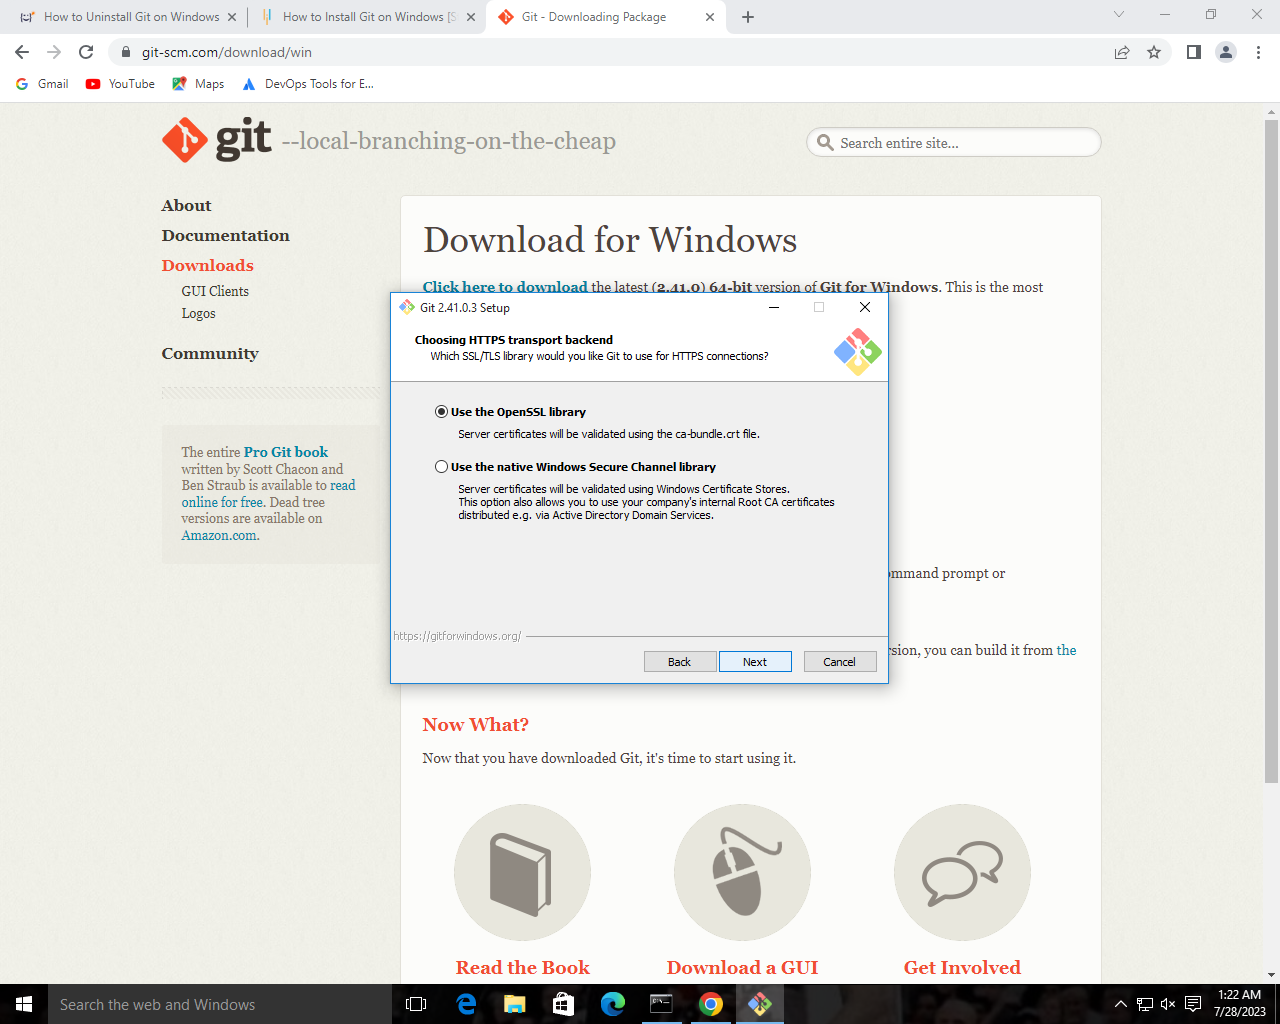 How to Uninstall Git on Windows
How to Install Git on Windows [S
Git - Downloading Package
git-scm.com/download/win
Gmail
YouTube
Maps
DevOps Tools for E...
git --local-branching-on-the-cheap
Search entire site...
About
Documentation
Downloads
GUI Clients
Logos
Community
The entire Pro Git book
written by Scott Chacon and
Ben Straub is available to read
online for free. Dead tree
versions are available on
Amazon.com.
Download for Windows
Click here to download the latest (2.41.0) 64-bit version of Git for Windows. This is the most
Git 2.41.0.3 Setup
Choosing HTTPS transport backend
Which SSL/TLS library would you like Git to use for HTTPS connections?
Use the OpenSSL library
Server certificates will be validated using the ca-bundle.crt file.
Use the native Windows Secure Channel library
Server certificates will be validated using Windows Certificate Stores.
This option also allows you to use your company's internal Root CA certificates
distributed e.g. via Active Directory Domain Services.
https://gitforwindows.org/
Back
Next
Cancel
ommand prompt or
rsion, you can build it from the
Now What?
Now that you have downloaded Git, it's time to start using it.
Read the Book
Download a GUI
Get Involved
Search the web and Windows
1:22 AM
7/28/2023